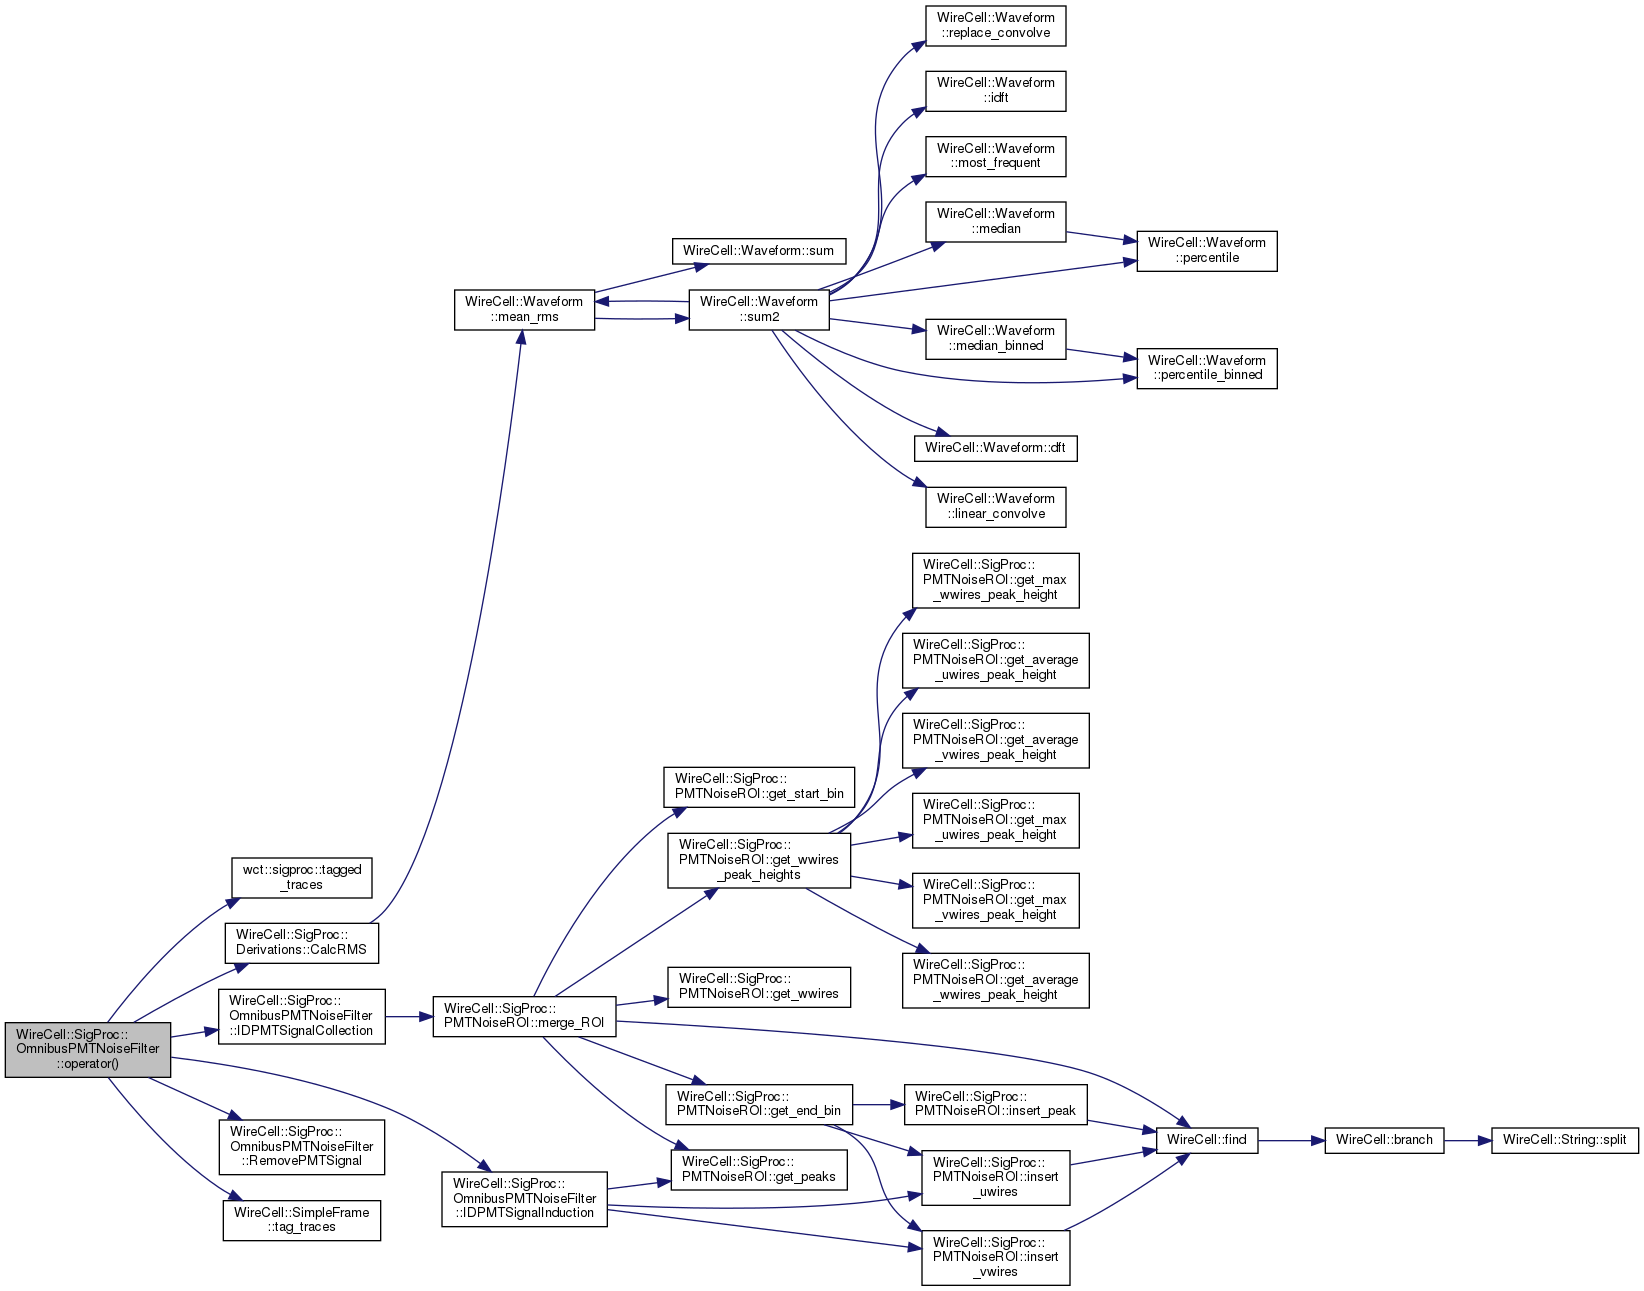 WireCell::Waveform
::replace_convolve
WireCell::Waveform
::idft
WireCell::Waveform
::most_frequent
WireCell::Waveform
::median
WireCell::Waveform
::percentile
WireCell::Waveform::sum
WireCell::Waveform
::mean_rms
WireCell::Waveform
::sum2
WireCell::Waveform
::median_binned
WireCell::Waveform
::percentile_binned
WireCell::Waveform::dft
WireCell::Waveform
::linear_convolve
WireCell::SigProc::
PMTNoiseROI::get_max
_wwires_peak_height
WireCell::SigProc::
PMTNoiseROI::get_average
_uwires_peak_height
WireCell::SigProc::
PMTNoiseROI::get_average
_vwires_peak_height
WireCell::SigProc::
PMTNoiseROI::get_start_bin
WireCell::SigProc::
PMTNoiseROI::get_max
_uwires_peak_height
WireCell::SigProc::
PMTNoiseROI::get_wwires
_peak_heights
wct::sigproc::tagged
_traces
WireCell::SigProc::
PMTNoiseROI::get_max
_vwires_peak_height
WireCell::SigProc::
Derivations::CalcRMS
WireCell::SigProc::
PMTNoiseROI::get_average
_wwires_peak_height
WireCell::SigProc::
PMTNoiseROI::get_wwires
WireCell::SigProc::
OmnibusPMTNoiseFilter
::IDPMTSignalCollection
WireCell::SigProc::
PMTNoiseROI::merge_ROI
WireCell::SigProc::
OmnibusPMTNoiseFilter
::operator()
WireCell::SigProc::
PMTNoiseROI::get_end_bin
WireCell::SigProc::
PMTNoiseROI::insert_peak
WireCell::find
WireCell::branch
WireCell::String::split
WireCell::SigProc::
OmnibusPMTNoiseFilter
::RemovePMTSignal
WireCell::SigProc::
PMTNoiseROI::get_peaks
WireCell::SigProc::
PMTNoiseROI::insert
_uwires
WireCell::SigProc::
OmnibusPMTNoiseFilter
::IDPMTSignalInduction
WireCell::SimpleFrame
::tag_traces
WireCell::SigProc::
PMTNoiseROI::insert
_vwires